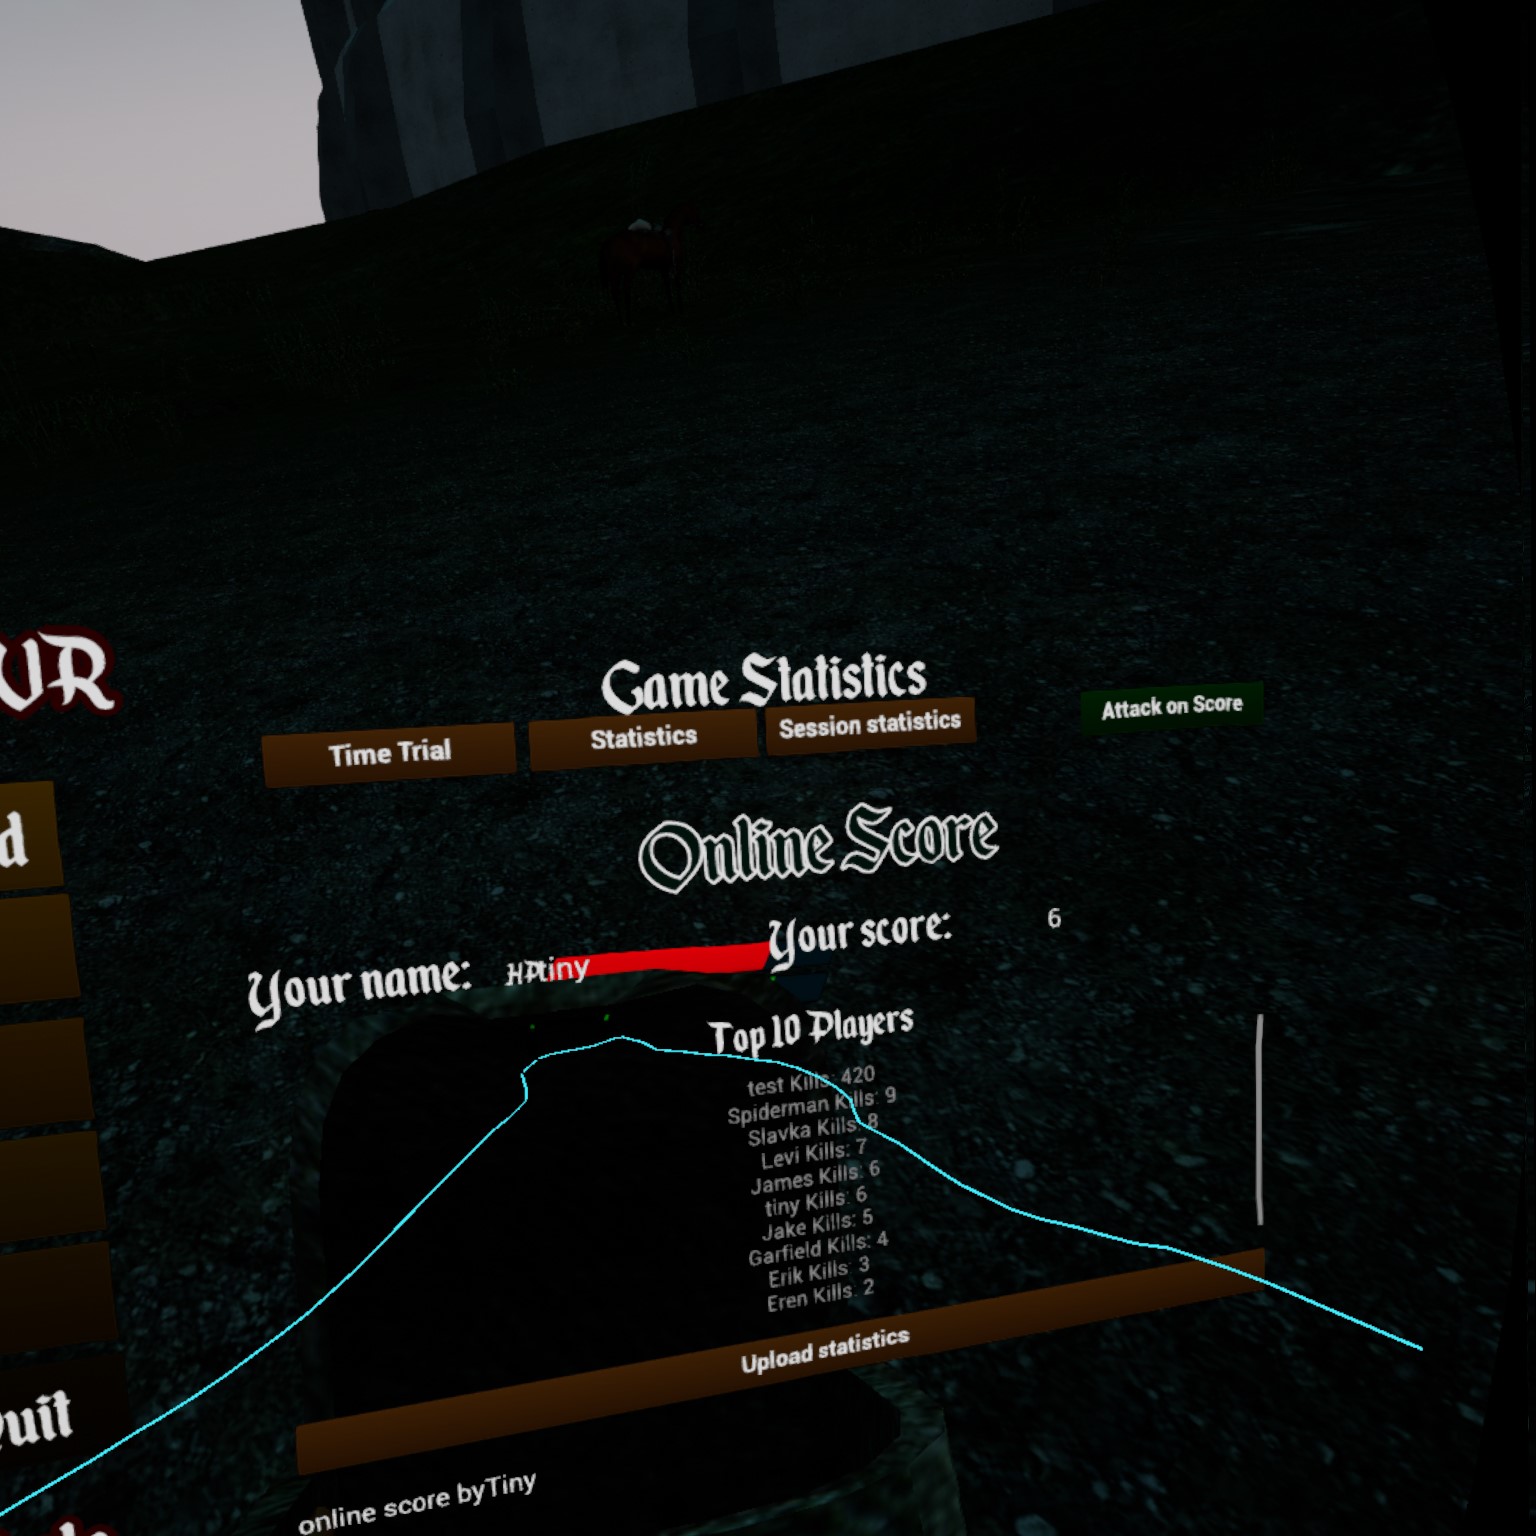 VR
Game Statistics
Time Trial
Statistics
Session statistics
Attack on Score
Online Score
Your name:
tiny
Your score:
6
Top 10 Players
test Kills: 420
Spiderman Kills: 9
Slavka Kills: 8
Levi Kills: 7
James Kills: 6
tiny Kills: 6
Jake Kills: 5
Garfield Kills: 4
Erik Kills: 3
Eren Kills: 2
Upload statistics
online score byTiny